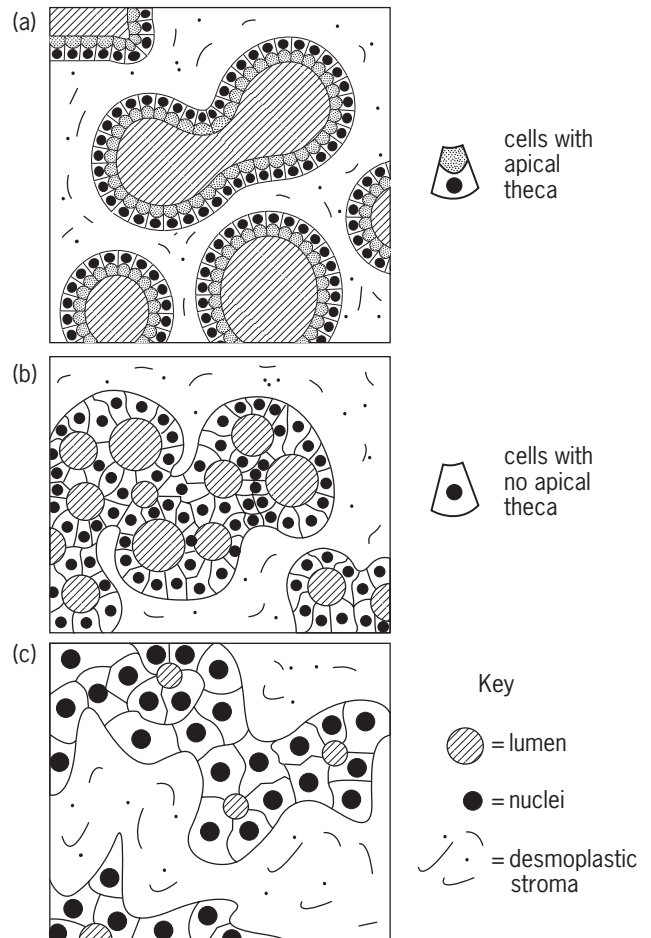 (a)
cells with
apical
theca
(b)
cells with
no apical
theca
(c)
Key
= lumen
= nuclei
= desmoplastic
stroma